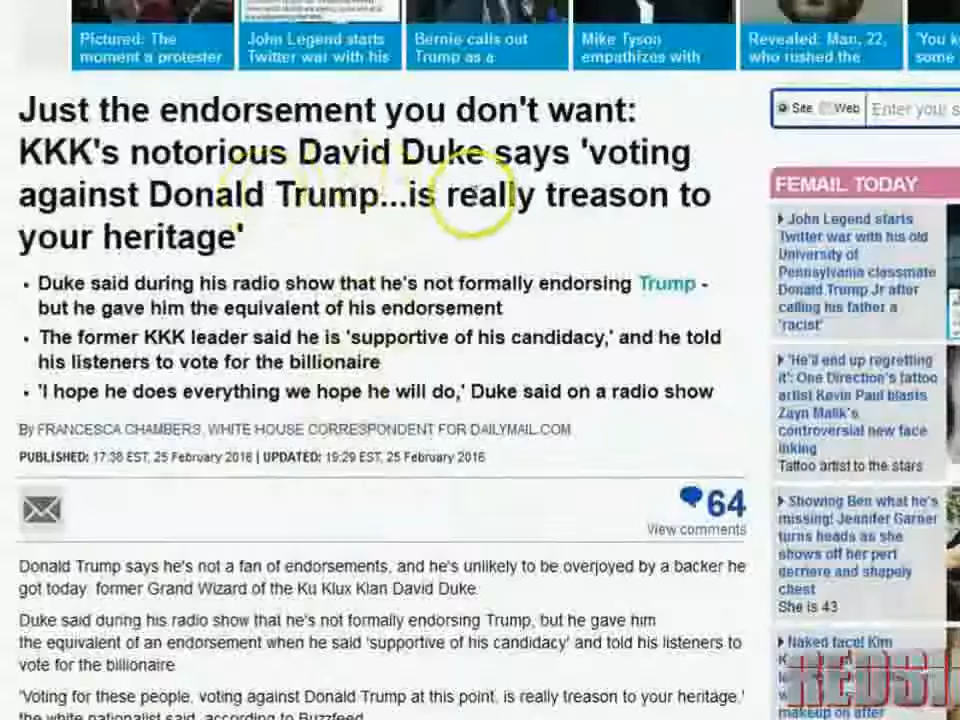 Pictured: The
moment a protester
John Legend starts
Twitter war with his
Bernie calls out
Trump as a
Mike Tyson
empathizes with
Revealed: Man, 22,
who rushed the
'You
some
Just the endorsement you don't want:
KKK's notorious David Duke says 'voting
against Donald Trump...is really treason to
your heritage'
Duke said during his radio show that he's not formally endorsing Trump -
but he gave him the equivalent of his endorsement
The former KKK leader said he is 'supportive of his candidacy,' and he told
his listeners to vote for the billionaire
'I hope he does everything we hope he will do,' Duke said on a radio show
By FRANCESCA CHAMBERS, WHITE HOUSE CORRESPONDENT FOR DAILYMAIL.COM
PUBLISHED: 17:38 EST, 25 February 2016 | UPDATED: 19:29 EST, 25 February 2016
64
View comments
Donald Trump says he's not a fan of endorsements, and he's unlikely to be overjoyed by a backer he
got today: former Grand Wizard of the Ku Klux Klan David Duke.
Duke said during his radio show that he's not formally endorsing Trump, but he gave him
the equivalent of an endorsement when he said 'supportive of his candidacy' and told his listeners to
vote for the billionaire.
'Voting for these people, voting against Donald Trump at this point, is really treason to your heritage,'
the white nationalist said, according to Buzzfeed.
Site Web Enter your
FEMAIL TODAY
John Legend starts
Twitter war with his old
University of
Pennsylvania classmate
Donald Trump Jr after
calling his father a
'racist'
'He'll end up regretting
it': One Direction's tattoo
artist Kevin Paul blasts
Zayn Malik's
controversial new face
inking
Tattoo artist to the stars
Showing Ben what he's
missing! Jennifer Garner
turns heads as she
shows off her pert
derriere and shapely
chest
She is 43
Naked face! Kim
makeup on after
REDS